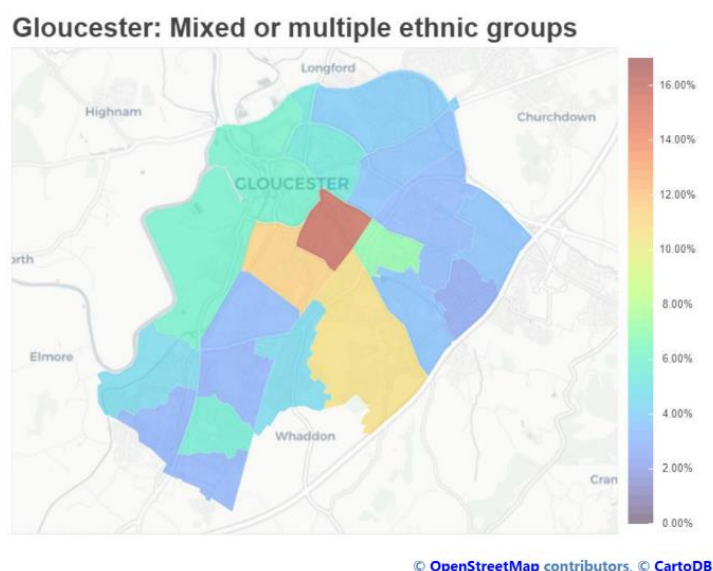 Gloucester: Mixed or multiple ethnic groups
Longford
Highnam
Churchdown
GLOUCESTER
orth
Elmore
Whaddon
Cran
16.00%
14.00%
12.00%
10.00%
8.00%
6.00%
4.00%
2.00%
0.00%
© OpenStreetMap contributors, © CartoDB